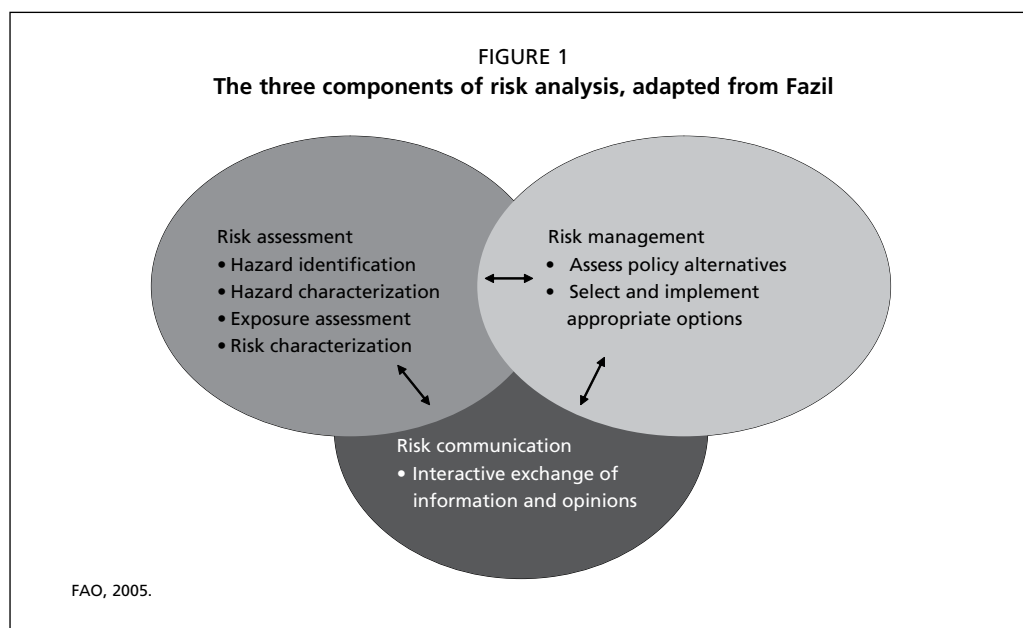 FIGURE 1
The three components of risk analysis, adapted from Fazil
Risk assessment
• Hazard identification
• Hazard characterization
• Exposure assessment
• Risk characterization
Risk management
• Assess policy alternatives
• Select and implement
appropriate options
Risk communication
• Interactive exchange of
information and opinions
FAO, 2005.